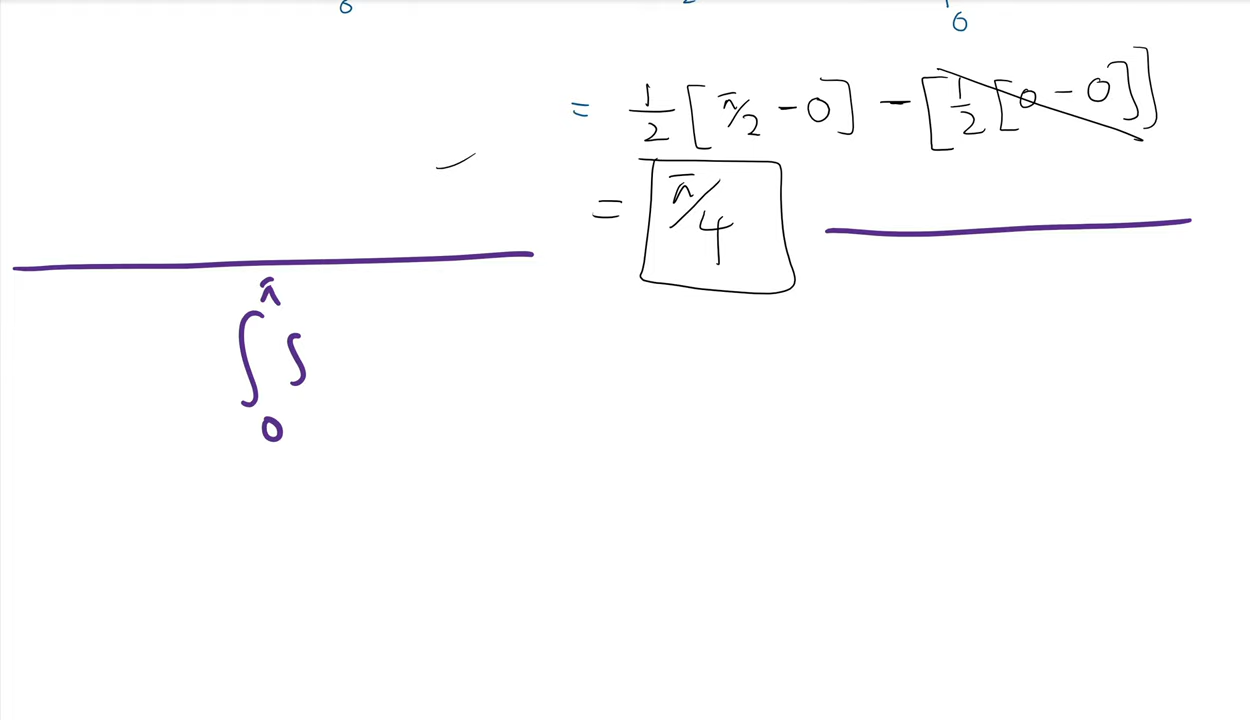 = 1/2 [π/2 - 0] - [1/2 [0 - 0]]
= π/4
∫₀^π s